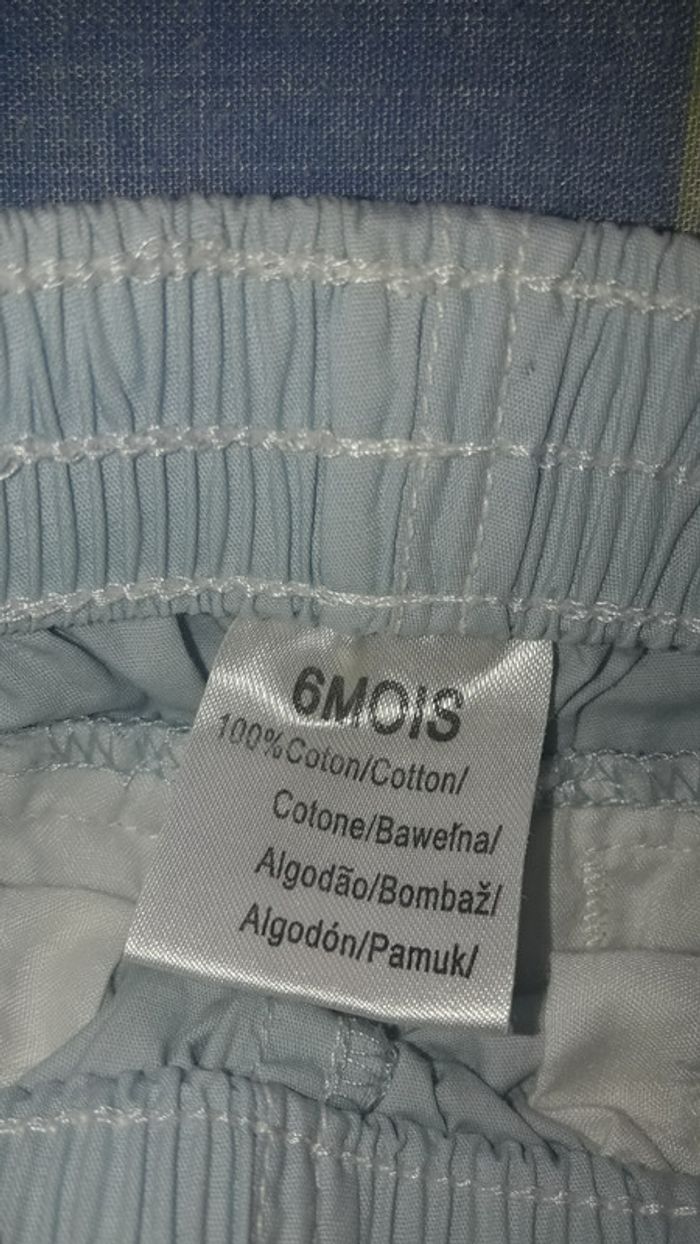 6MOIS
100%Coton/Cotton/
Cotone/Bawełna/
Algodão/Bombaž/
Algodón/Pamuk/